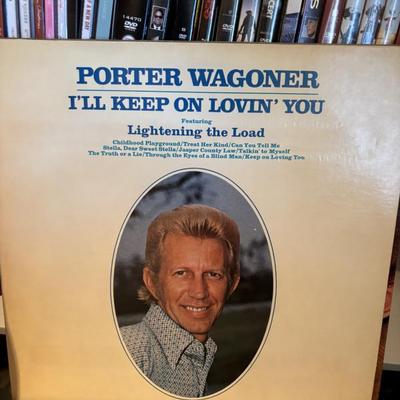 14470
DVD
PORTER WAGONER
I'LL KEEP ON LOVIN' YOU
Featuring
Lightening the Load
Childhood Playground/Treat Her Kind/Can You Tell Me
Stella, Dear Sweet Stella/Jasper County Law/Talkin' to Myself
The Truth or a Lie/Through the Eyes of a Blind Man/Keep on Loving You